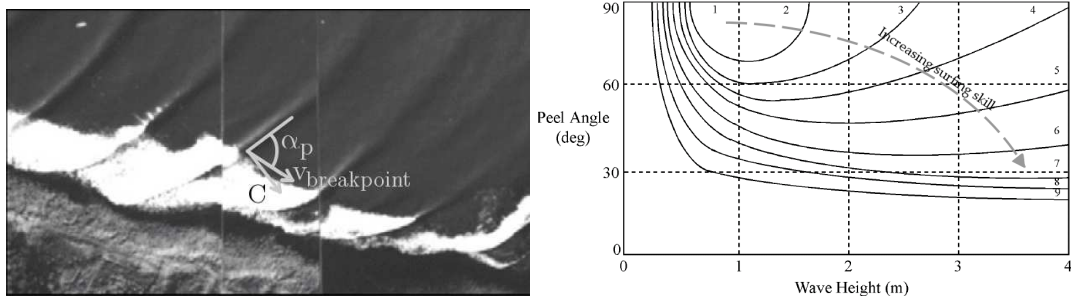 αp
vbreakpoint
C
90
60
30
0
Peel Angle
(deg)
1
2
3
4
5
6
7
8
9
Increasing surfing skill
0
1
2
3
4
Wave Height (m)